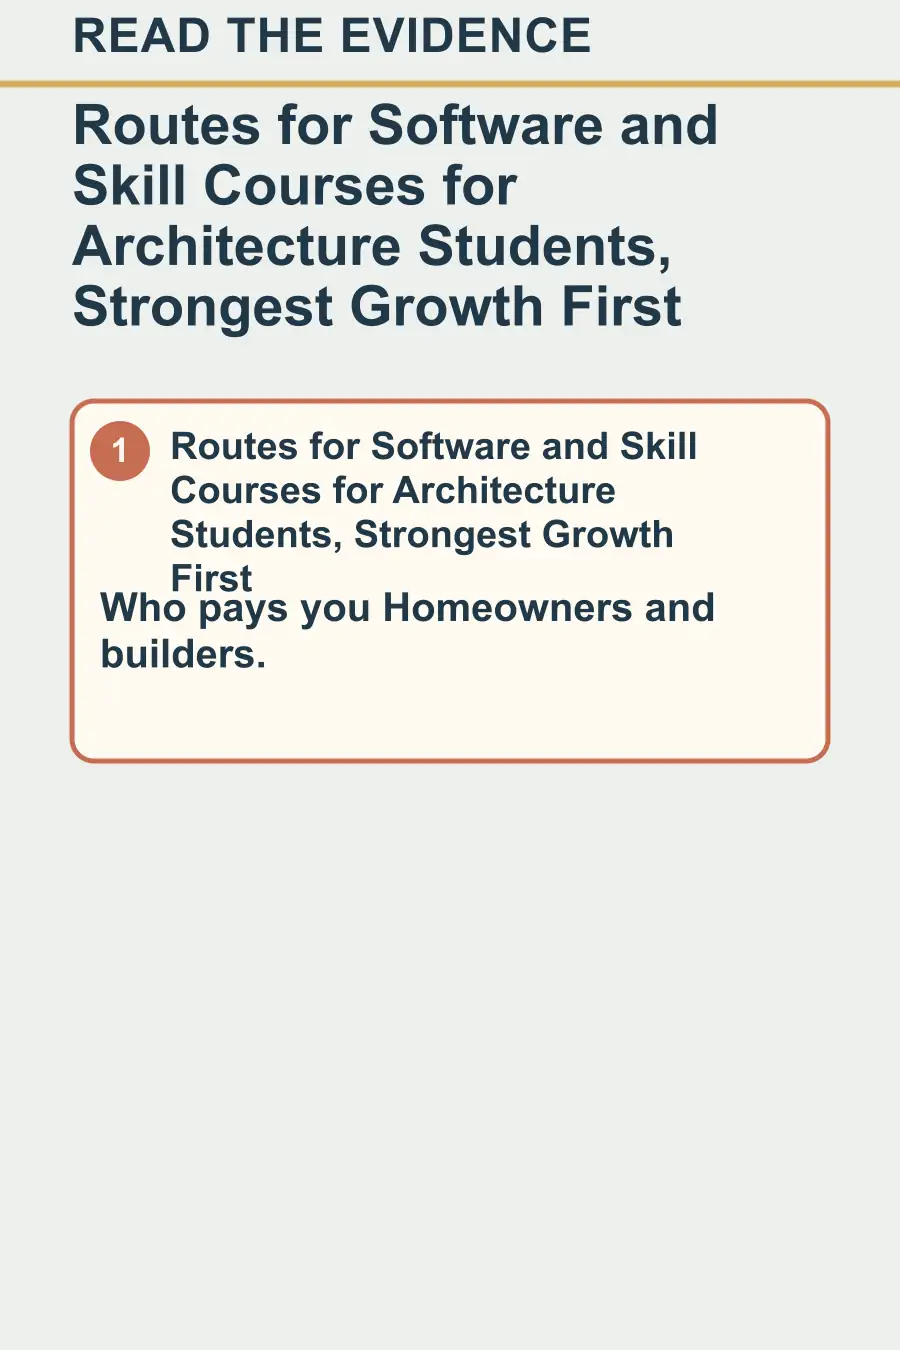 READ THE EVIDENCE
Routes for Software and
Skill Courses for
Architecture Students,
Strongest Growth First
1
Routes for Software and Skill
Courses for Architecture
Students, Strongest Growth
First
Who pays you Homeowners and
builders.